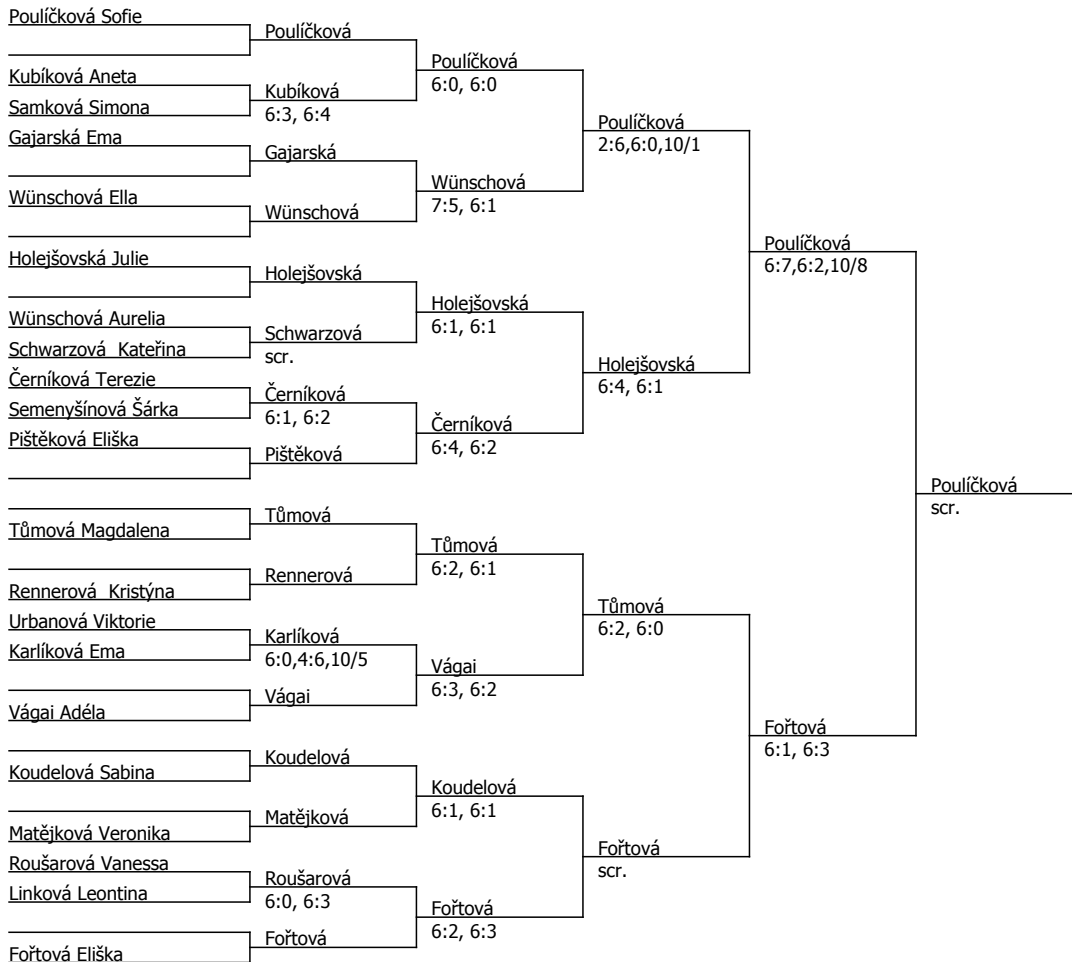 Poulíčková Sofie
Kubíková Aneta
Samková Simona
Gajarská Ema
Wünschová Ella
Holejšovská Julie
Wünschová Aurelia
Schwarzová  Kateřina
Černíková Terezie
Semenyšínová Šárka
Pištěková Eliška
Tůmová Magdalena
Rennerová  Kristýna
Urbanová Viktorie
Karlíková Ema
Vágai Adéla
Koudelová Sabina
Matějková Veronika
Roušarová Vanessa
Linková Leontina
Fořtová Eliška
Poulíčková
Kubíková
6:3, 6:4
Gajarská
Wünschová
Holejšovská
Schwarzová
scr.
Černíková
6:1, 6:2
Pištěková
Tůmová
Rennerová
Karlíková
6:0,4:6,10/5
Vágai
Koudelová
Matějková
Roušarová
6:0, 6:3
Fořtová
Poulíčková
6:0, 6:0
Wünschová
7:5, 6:1
Holejšovská
6:1, 6:1
Černíková
6:4, 6:2
Tůmová
6:2, 6:1
Vágai
6:3, 6:2
Koudelová
6:1, 6:1
Fořtová
6:2, 6:3
Poulíčková
2:6,6:0,10/1
Holejšovská
6:4, 6:1
Tůmová
6:2, 6:0
Fořtová
scr.
Poulíčková
6:7,6:2,10/8
Fořtová
6:1, 6:3
Poulíčková
scr.